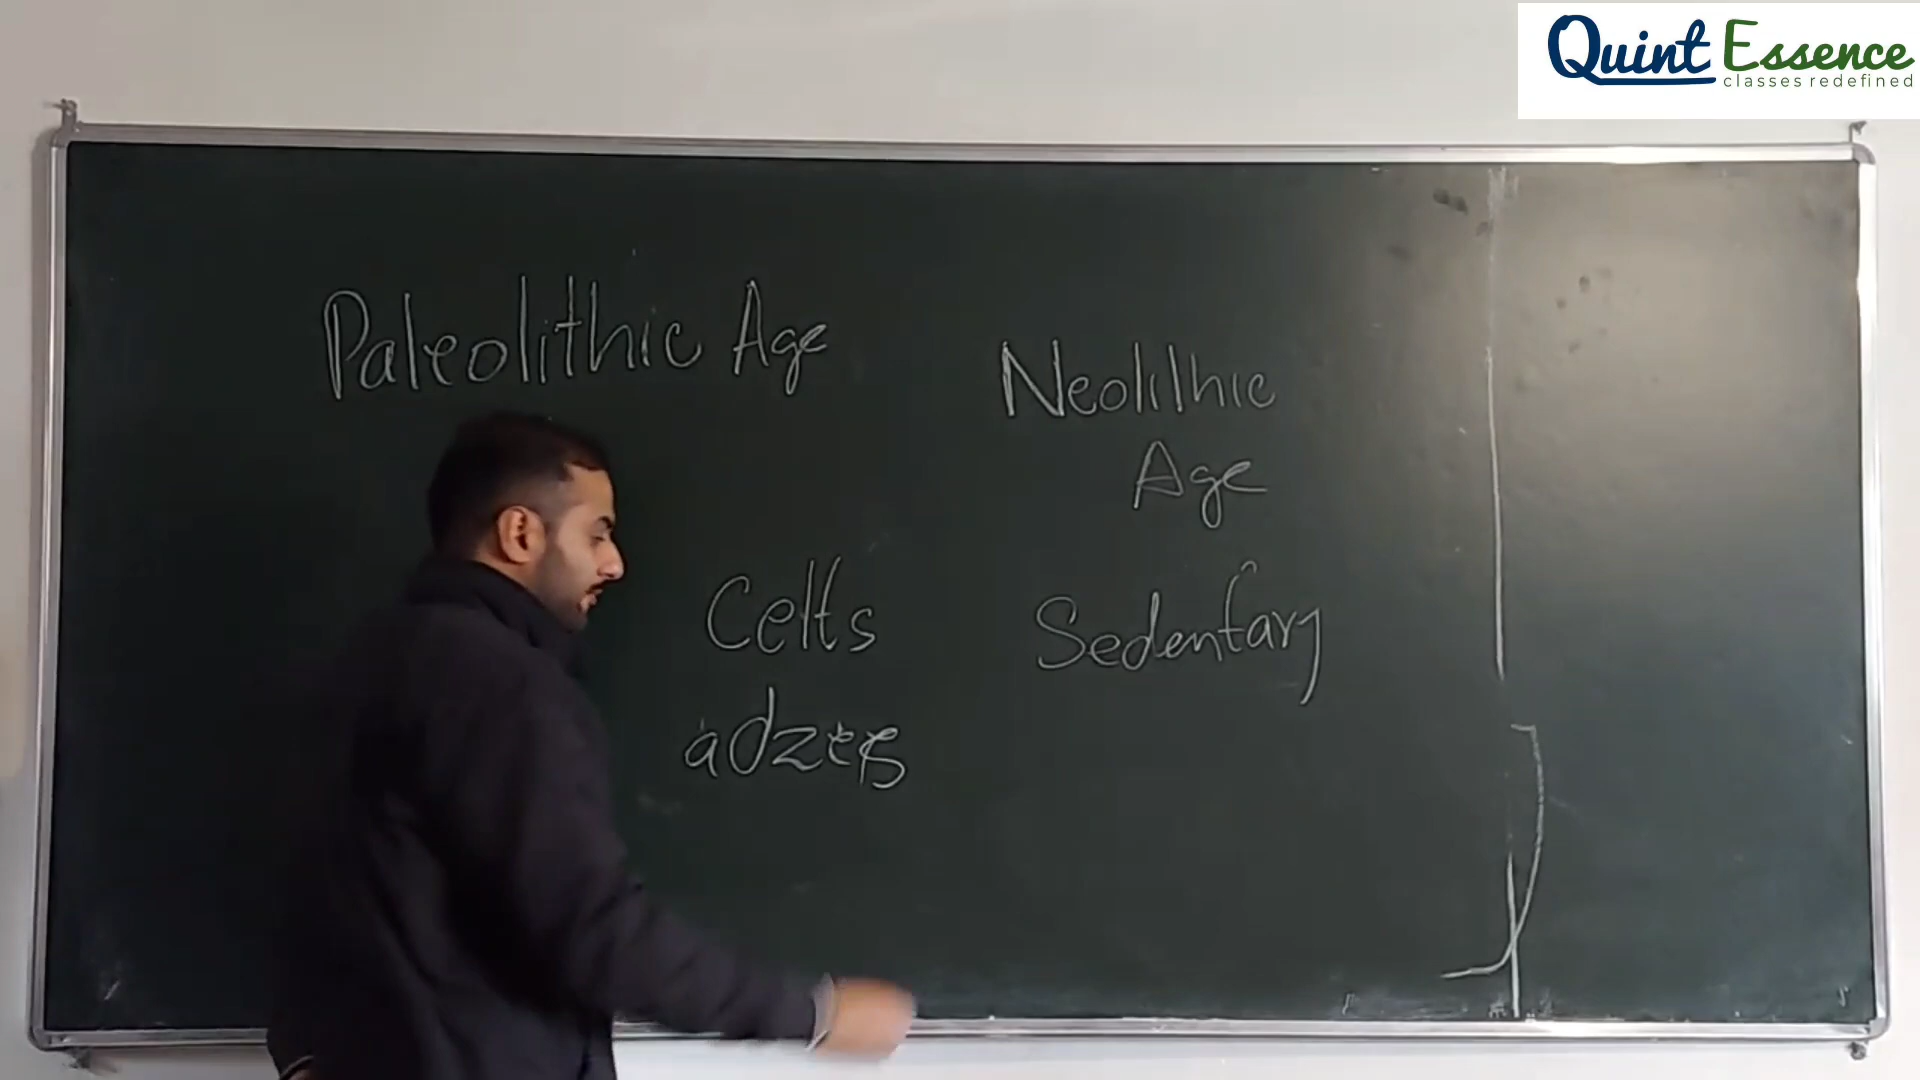 Quint Essence
classes redefined
Paleolithic Age
Neolithic
Age
Celts
Sedentary
adzes